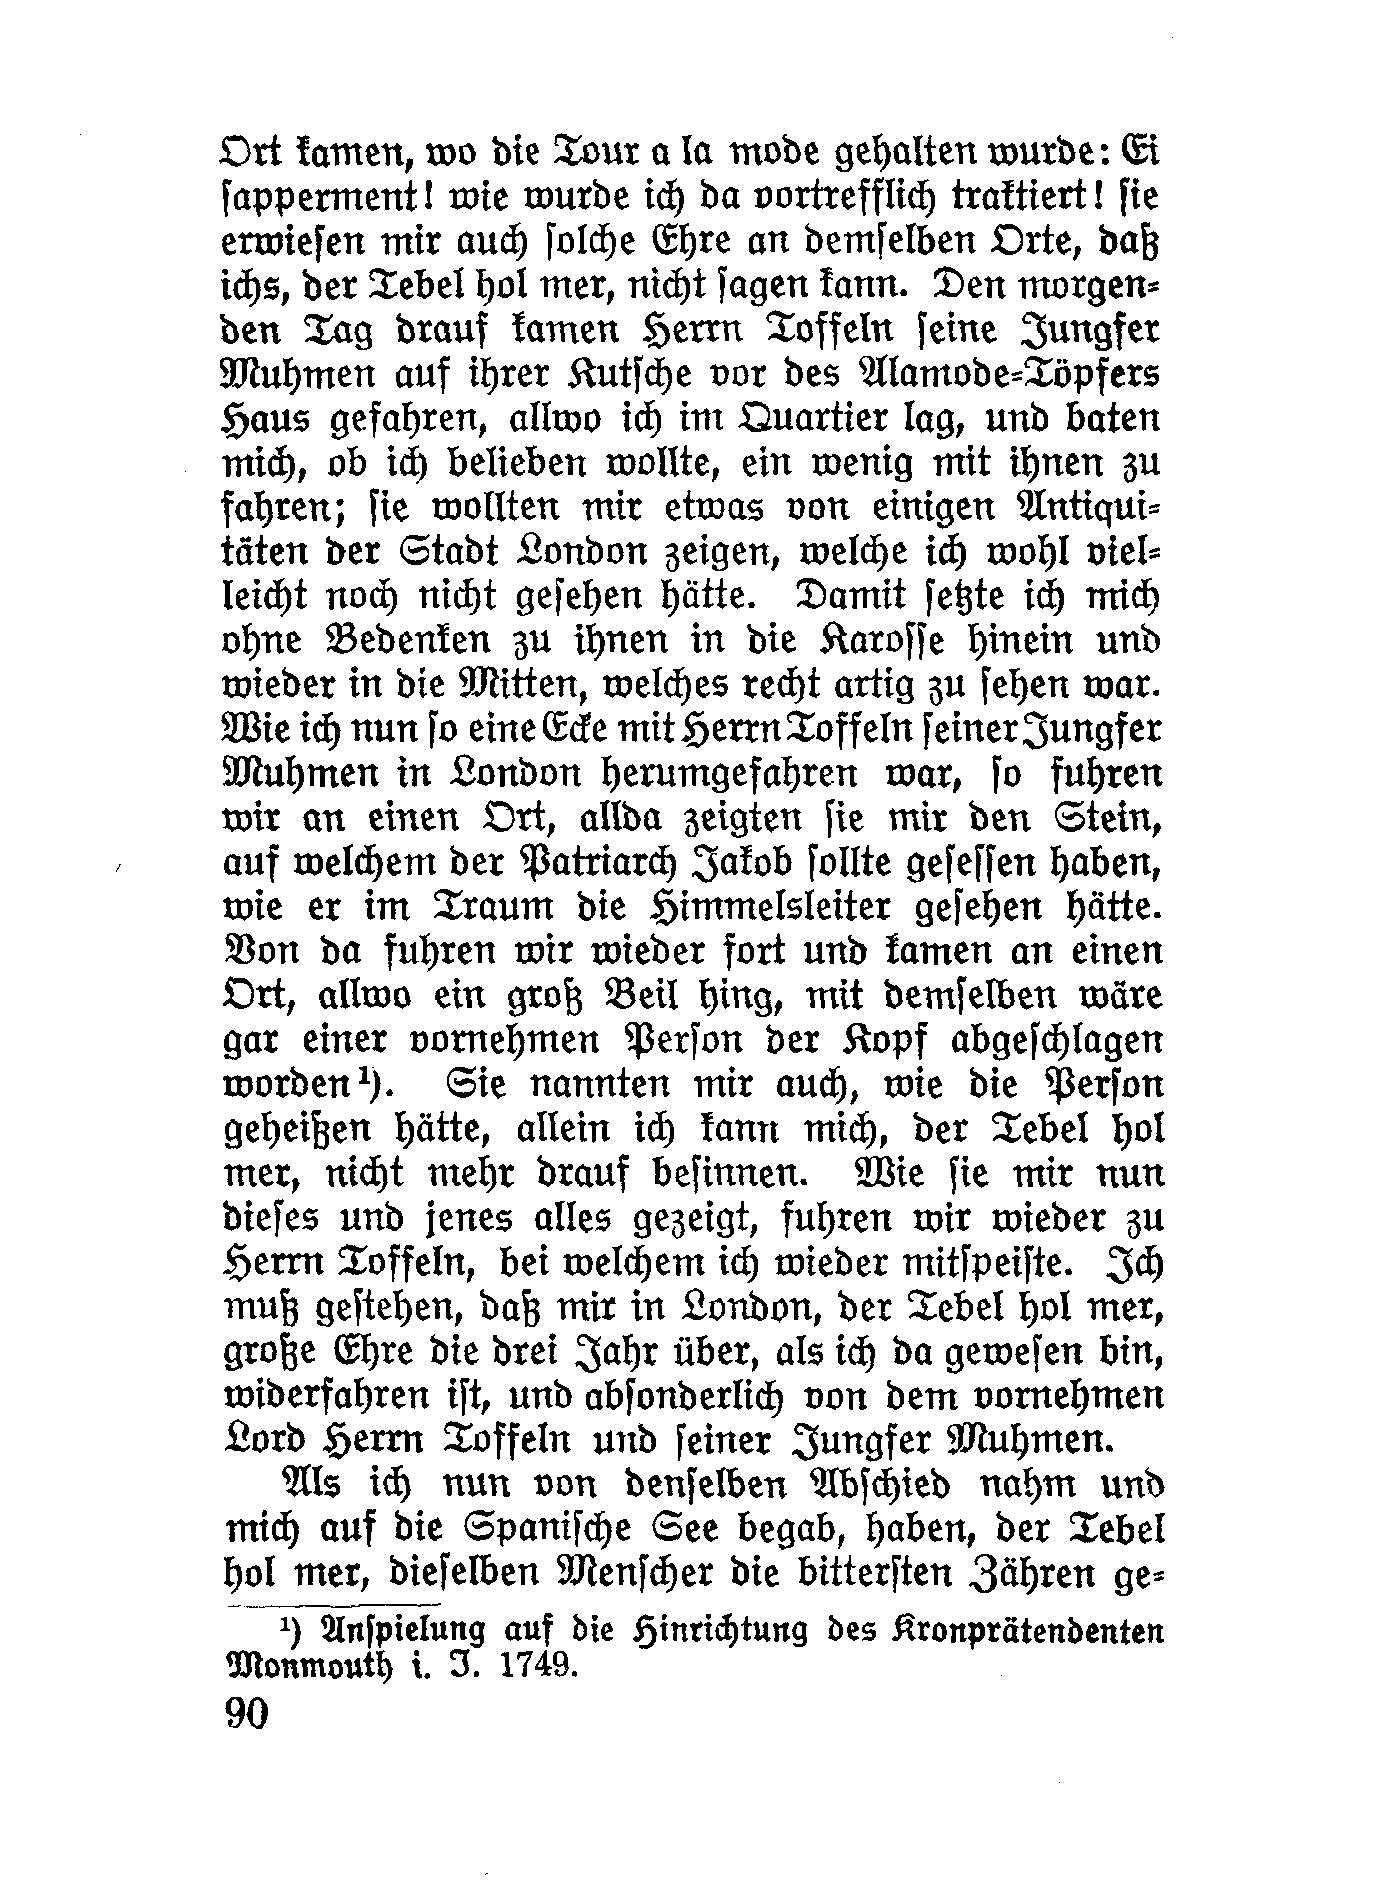 Ort kamen, wo die Tour a la mode gehalten wurde: Ei
sapperment! wie wurde ich da vortrefflich traktiert! sie
erwiesen mir auch solche Ehre an demselben Orte, daß
ichs, der Tebel hol mer, nicht sagen kann. Den morgen-
den Tag drauf kamen Herrn Toffeln seine Jungfer
Muhmen auf ihrer Kutsche vor des Alamode-Töpfers
Haus gefahren, allwo ich im Quartier lag, und baten
mich, ob ich belieben wollte, ein wenig mit ihnen zu
fahren; sie wollten mir etwas von einigen Antiqui-
täten der Stadt London zeigen, welche ich wohl viel-
leicht noch nicht gesehen hätte. Damit setzte ich mich
ohne Bedenken zu ihnen in die Karosse hinein und
wieder in die Mitten, welches recht artig zu sehen war.
Wie ich nun so eine Ecke mit Herrn Toffeln seiner Jungfer
Muhmen in London herumgefahren war, so fuhren
wir an einen Ort, allda zeigten sie mir den Stein,
auf welchem der Patriarch Jakob sollte gesessen haben,
wie er im Traum die Himmelsleiter gesehen hätte.
Von da fuhren wir wieder fort und kamen an einen
Ort, allwo ein groß Beil hing, mit demselben wäre
gar einer vornehmen Person der Kopf abgeschlagen
worden¹). Sie nannten mir auch, wie die Person
geheißen hätte, allein ich kann mich, der Tebel hol
mer, nicht mehr drauf besinnen. Wie sie mir nun
dieses und jenes alles gezeigt, fuhren wir wieder zu
Herrn Toffeln, bei welchem ich wieder mitspeiste. Ich
muß gestehen, daß mir in London, der Tebel hol mer,
große Ehre die drei Jahr über, als ich da gewesen bin,
widerfahren ist, und absonderlich von dem vornehmen
Lord Herrn Toffeln und seiner Jungfer Muhmen.
Als ich nun von denselben Abschied nahm und
mich auf die Spanische See begab, haben, der Tebel
hol mer, dieselben Menscher die bittersten Zähren ge-
¹) Anspielung auf die Hinrichtung des Kronprätendenten
Monmouth i. J. 1749.
90